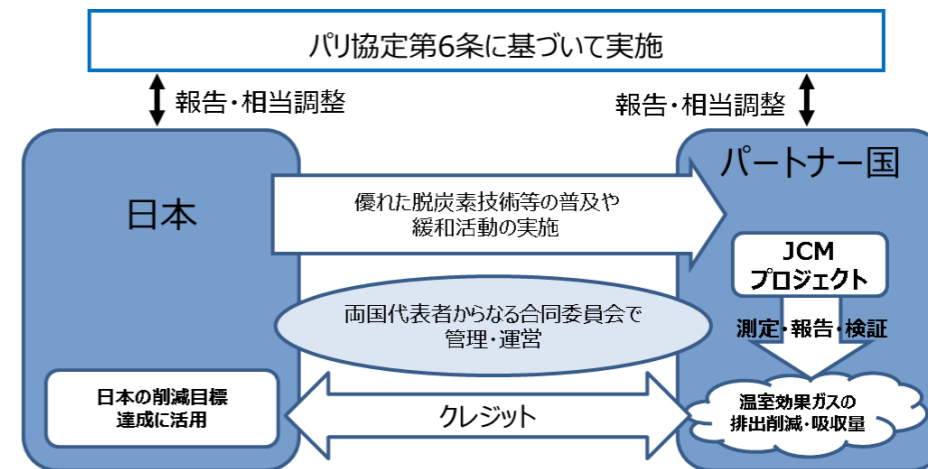 パリ協定第6条に基づいて実施
報告・相当調整
報告・相当調整
日本
パートナー国
優れた脱炭素技術等の普及や
緩和活動の実施
JCM
プロジェクト
両国代表者からなる合同委員会で
管理・運営
測定・報告・検証
日本の削減目標
達成に活用
クレジット
温室効果ガスの
排出削減・吸収量